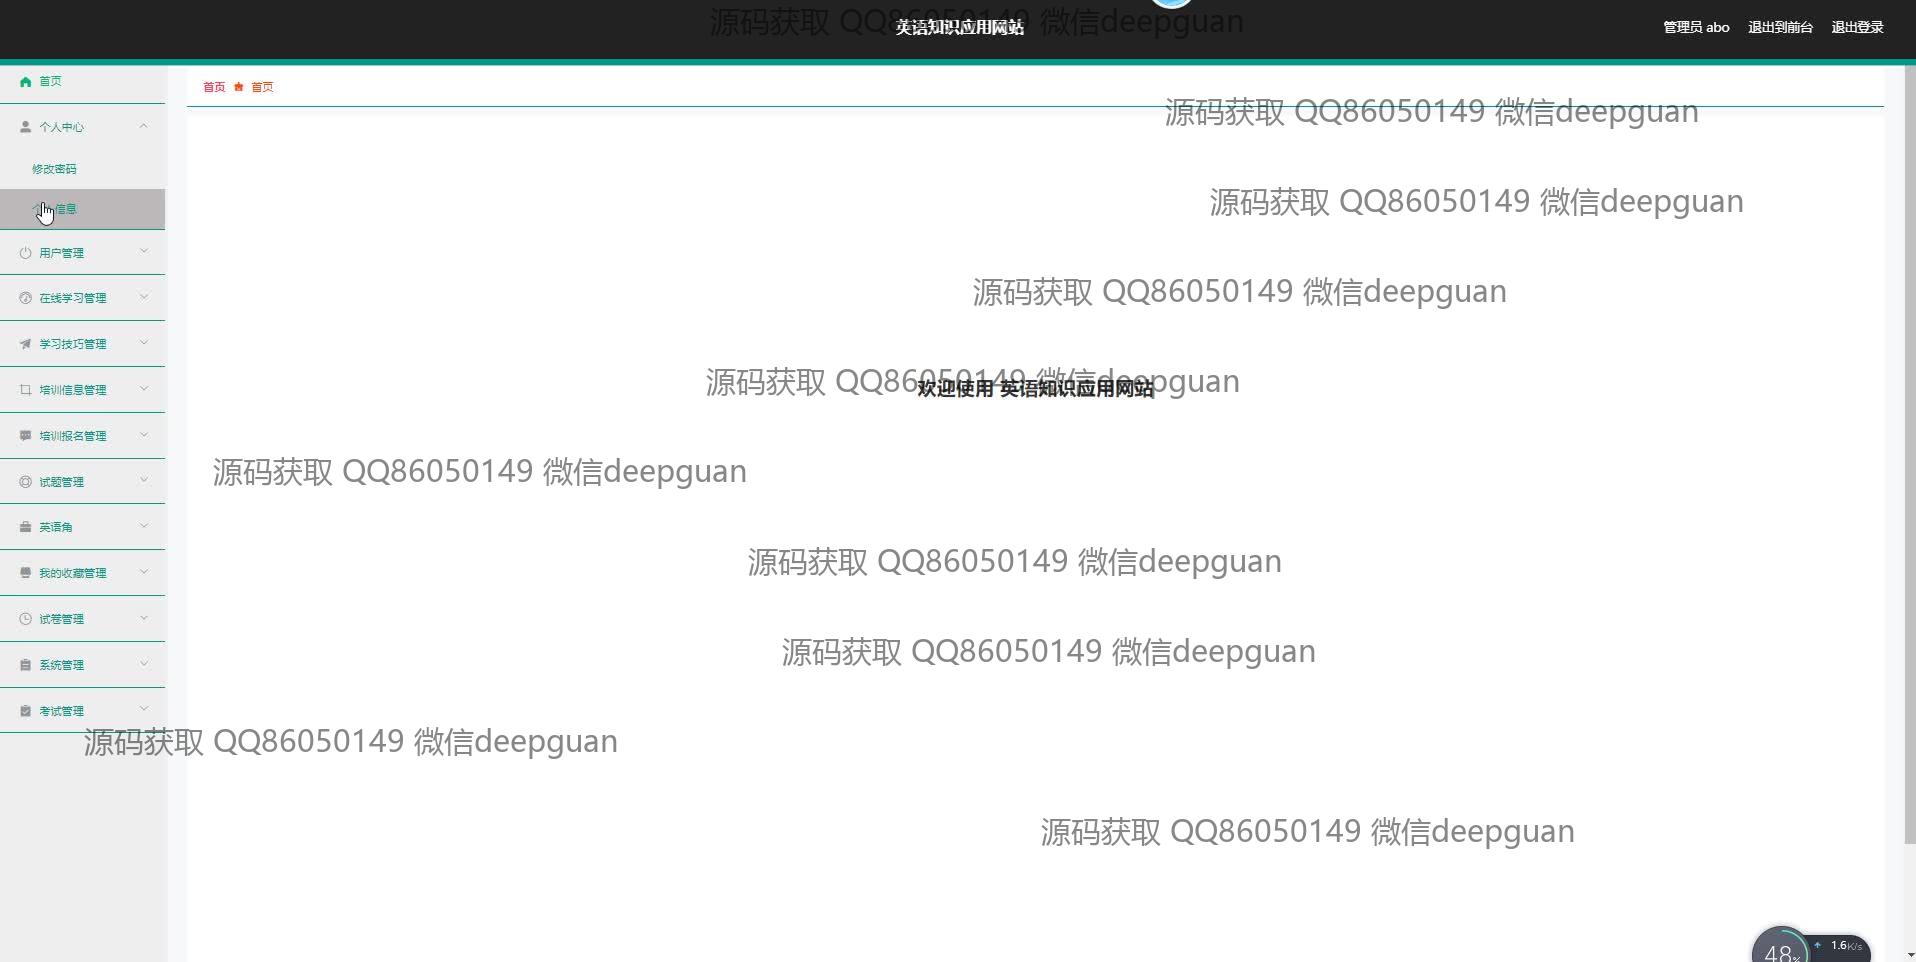 源码获取 QQ86050149 微信deepguan
英语知识应用网站
管理员 abo 退出到前台 退出登录
首页
首页 首页
源码获取 QQ86050149 微信deepguan
个人中心
修改密码
源码获取 QQ86050149 微信deepguan
个人信息
用户管理
源码获取 QQ86050149 微信deepguan
在线学习管理
学习技巧管理
源码获取 QQ86050149 微信deepguan
欢迎使用 英语知识应用网站
培训信息管理
培训报名管理
源码获取 QQ86050149 微信deepguan
试题管理
英语角
源码获取 QQ86050149 微信deepguan
我的收藏管理
试卷管理
源码获取 QQ86050149 微信deepguan
系统管理
考试管理
源码获取 QQ86050149 微信deepguan
源码获取 QQ86050149 微信deepguan
48%
1.6K/s